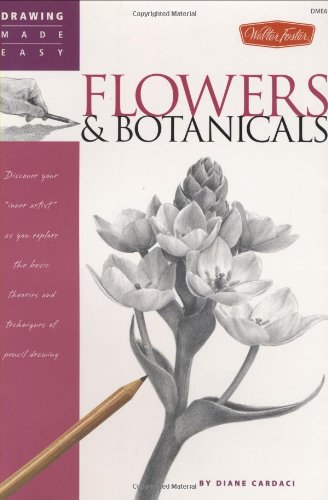 DRAWING
MADE
EASY
Walter Foster
DME6
FLOWERS
& BOTANICALS
Discover your
"inner artist"
as you explore
the basic
theories and
techniques of
pencil drawing
BY DIANE CARDACI